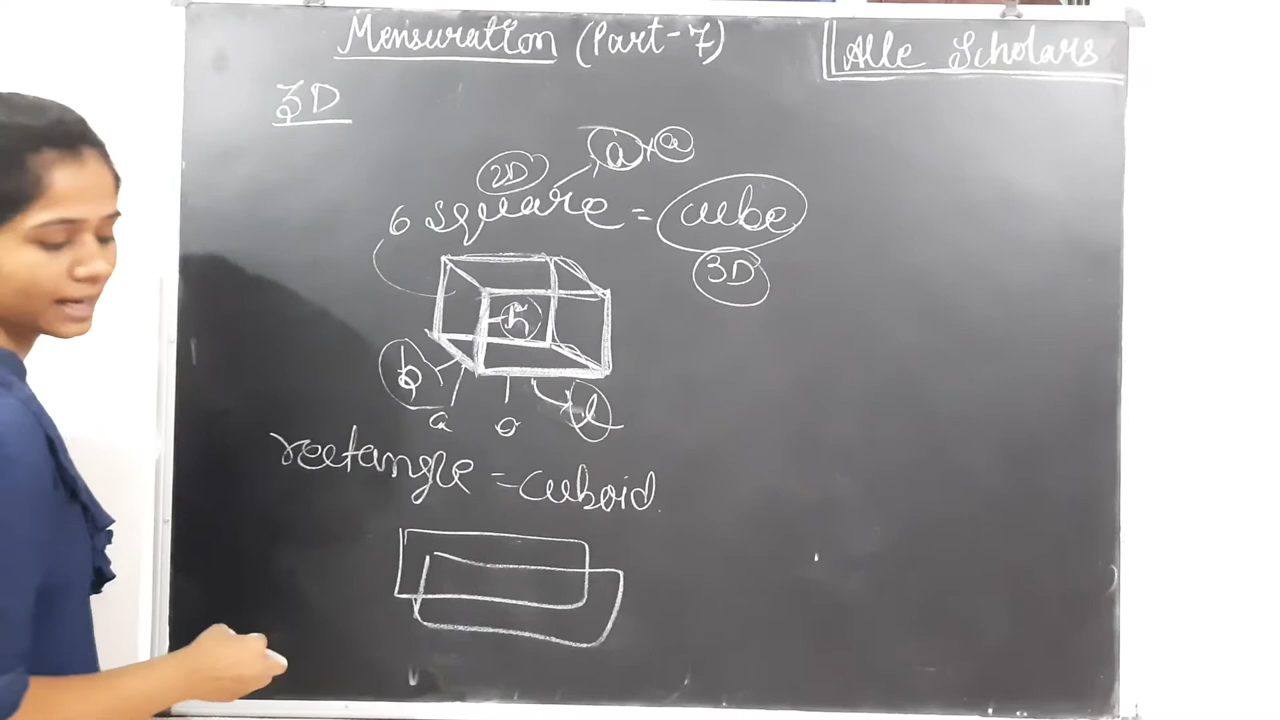 Mensuration (Part-7)
Alle Scholars
3D
a × a
2D
6 square = cube
3D
h
b
l
a a
rectangle = cuboid.